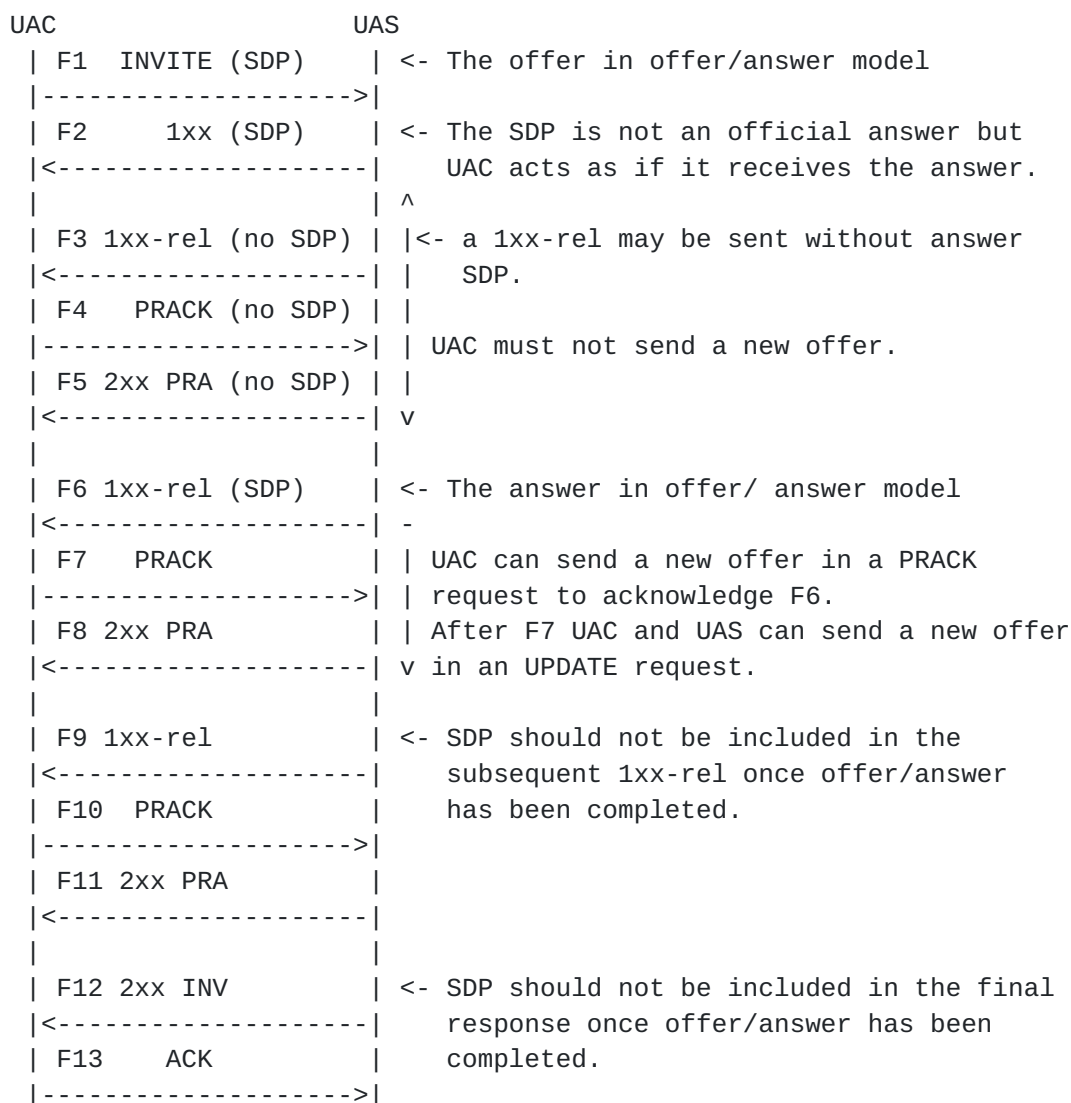 UAC                   UAS
 | F1  INVITE (SDP)    | <- The offer in offer/answer model
 |-------------------->|
 | F2     1xx (SDP)    | <- The SDP is not an official answer but
 |<--------------------|    UAC acts as if it receives the answer.
 |                     | ^
 | F3 1xx-rel (no SDP) | |<- a 1xx-rel may be sent without answer
 |<--------------------| |   SDP.
 | F4   PRACK (no SDP) | |
 |-------------------->| | UAC must not send a new offer.
 | F5 2xx PRA (no SDP) | |
 |<--------------------| v
 |                     |
 | F6 1xx-rel (SDP)    | <- The answer in offer/ answer model
 |<--------------------| -
 | F7   PRACK          | | UAC can send a new offer in a PRACK
 |-------------------->| | request to acknowledge F6.
 | F8 2xx PRA          | | After F7 UAC and UAS can send a new offer
 |<--------------------| v in an UPDATE request.
 |                     |
 | F9 1xx-rel          | <- SDP should not be included in the
 |<--------------------|    subsequent 1xx-rel once offer/answer
 | F10  PRACK          |    has been completed.
 |-------------------->|
 | F11 2xx PRA         |
 |<--------------------|
 |                     |
 | F12 2xx INV         | <- SDP should not be included in the final
 |<--------------------|    response once offer/answer has been
 | F13    ACK          |    completed.
 |-------------------->|